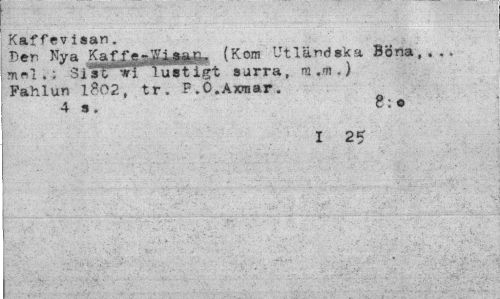 Kaffevisan.
Den Nya Kaffe-Wisan. (Kom Utländska Böna,...
mel.: Sist wi lustigt surra, m.m.)
Fahlun 1802, tr. P.O.Axmar.
4 s. 8:o
I 25